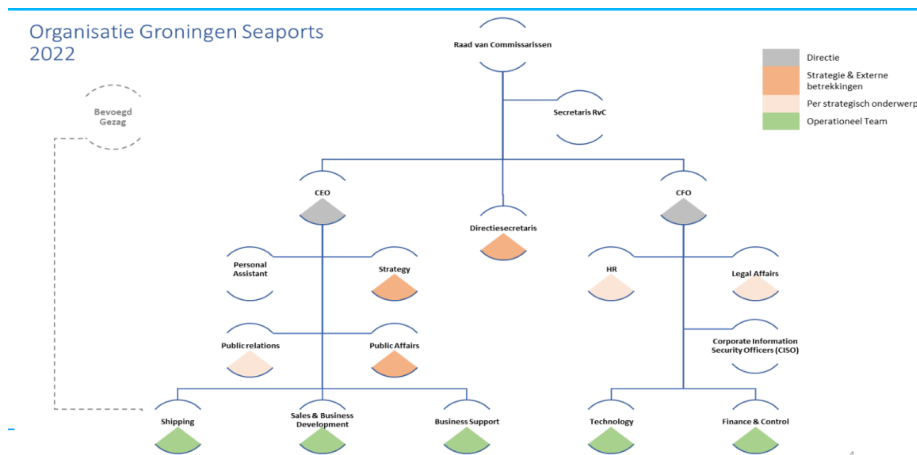 Organisatie Groningen Seaports
2022
Raad van Commissarissen
Directie
Strategie & Externe
betrekkingen
Per strategisch onderwerp
Operationeel Team
Bevoegd
Gezag
Secretaris RvC
CEO
CFO
Directiesecretaris
Personal
Assistant
Strategy
HR
Legal Affairs
Public relations
Public Affairs
Corporate Information
Security Officers (CISO)
Shipping
Sales & Business
Development
Business Support
Technology
Finance & Control
4